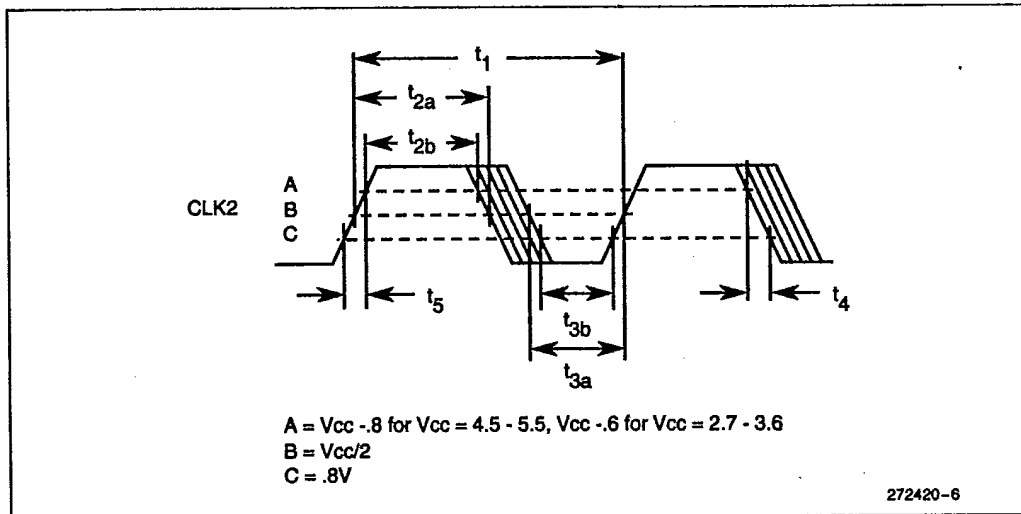 t1
t2a
t2b
A
CLK2 B
C
t5
t4
t3b
t3a
A = Vcc -.8 for Vcc = 4.5 - 5.5, Vcc -.6 for Vcc = 2.7 - 3.6
B = Vcc/2
C = .8V
272420-6